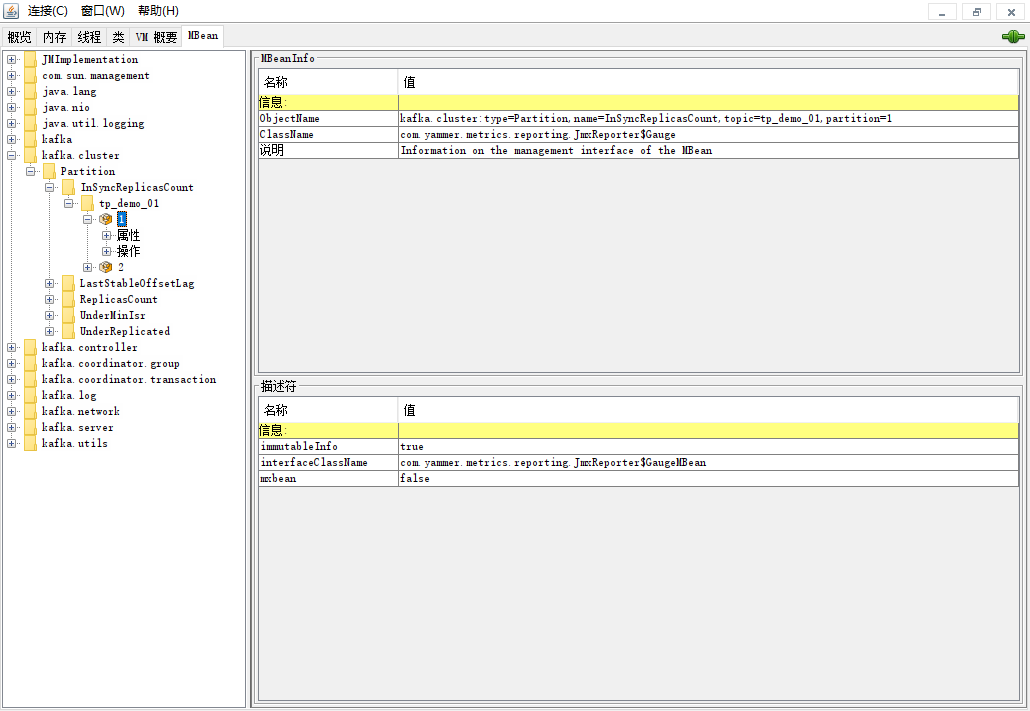 连接(C) 窗口(W) 帮助(H)
概览 内存 线程 类 VM 概要 MBean
JMImplementation
com.sun.management
java.lang
java.nio
java.util.logging
kafka
kafka.cluster
Partition
InSyncReplicasCount
tp_demo_01
1
属性
操作
2
LastStableOffsetLag
ReplicasCount
UnderMinIsr
UnderReplicated
kafka.controller
kafka.coordinator.group
kafka.coordinator.transaction
kafka.log
kafka.network
kafka.server
kafka.utils
MBeanInfo
名称 值
信息:
ObjectName kafka.cluster:type=Partition,name=InSyncReplicasCount,topic=tp_demo_01,partition=1
ClassName com.yammer.metrics.reporting.JmxReporter$Gauge
说明 Information on the management interface of the MBean
描述符
名称 值
信息:
immutableInfo true
interfaceClassName com.yammer.metrics.reporting.JmxReporter$GaugeMBean
mxbean false